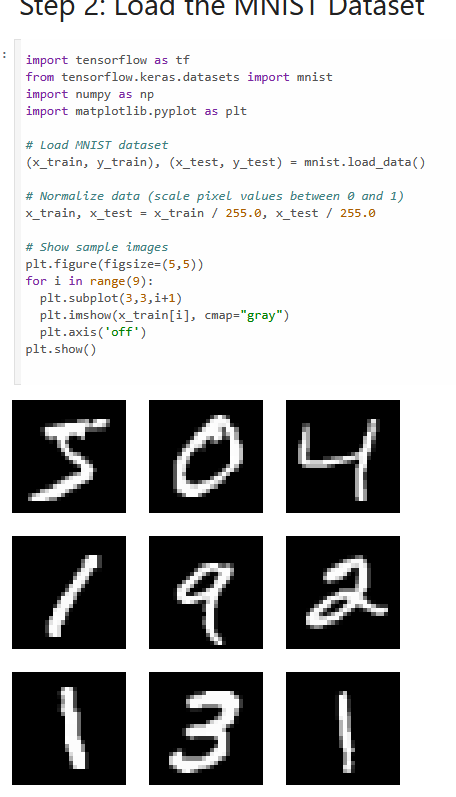 Step 2: Load the MNIST Dataset
:
import tensorflow as tf
from tensorflow.keras.datasets import mnist
import numpy as np
import matplotlib.pyplot as plt
# Load MNIST dataset
(x_train, y_train), (x_test, y_test) = mnist.load_data()
# Normalize data (scale pixel values between 0 and 1)
x_train, x_test = x_train / 255.0, x_test / 255.0
# Show sample images
plt.figure(figsize=(5,5))
for i in range(9):
  plt.subplot(3,3,i+1)
  plt.imshow(x_train[i], cmap="gray")
  plt.axis('off')
plt.show()
5 0 4
1 9 2
1 3 1